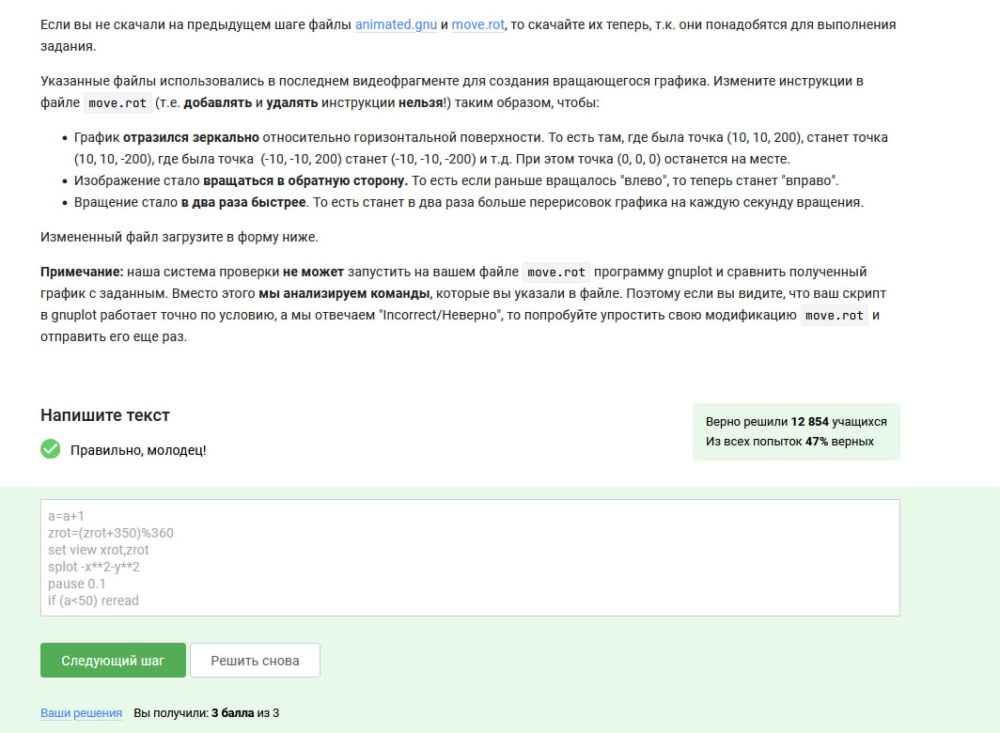 Если вы не скачали на предыдущем шаге файлы animated.gnu и move.rot, то скачайте их теперь, т.к. они понадобятся для выполнения
задания.
Указанные файлы использовались в последнем видеофрагменте для создания вращающегося графика. Измените инструкции в
файле move.rot (т.е. добавлять и удалять инструкции нельзя!) таким образом, чтобы:
• График отразился зеркально относительно горизонтальной поверхности. То есть там, где была точка (10, 10, 200), станет точка
(10, 10, -200), где была точка (-10, -10, 200) станет (-10, -10, -200) и т.д. При этом точка (0, 0, 0) останется на месте.
• Изображение стало вращаться в обратную сторону. То есть если раньше вращалось "влево", то теперь станет "вправо".
• Вращение стало в два раза быстрее. То есть станет в два раза больше перерисовок графика на каждую секунду вращения.
Измененный файл загрузите в форму ниже.
Примечание: наша система проверки не может запустить на вашем файле move.rot программу gnuplot и сравнить полученный
график с заданным. Вместо этого мы анализируем команды, которые вы указали в файле. Поэтому если вы видите, что ваш скрипт
в gnuplot работает точно по условию, а мы отвечаем "Incorrect/Неверно", то попробуйте упростить свою модификацию move.rot и
отправить его еще раз.
Напишите текст
Правильно, молодец!
Верно решили 12 854 учащихся
Из всех попыток 47% верных
a=a+1
zrot=(zrot+350)%360
set view xrot,zrot
splot -x**2-y**2
pause 0.1
if (a<50) reread
Следующий шаг
Решить снова
Ваши решения Вы получили: 3 балла из 3